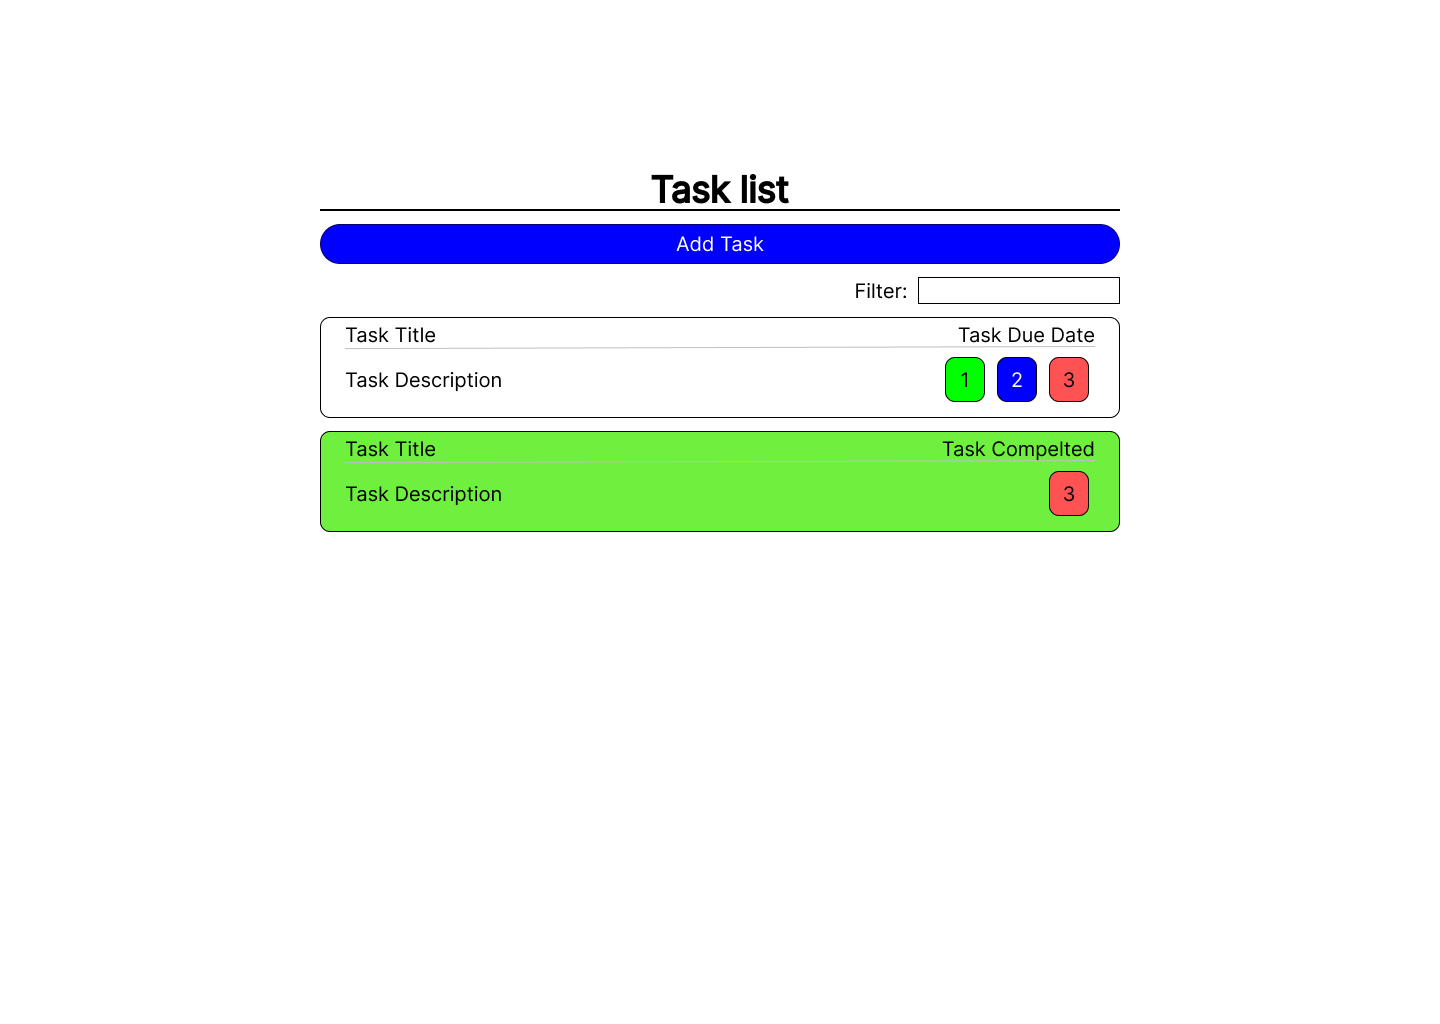 Task list
Add Task
Filter:
Task Title Task Due Date
Task Description 1 2 3
Task Title Task Compelted
Task Description 3